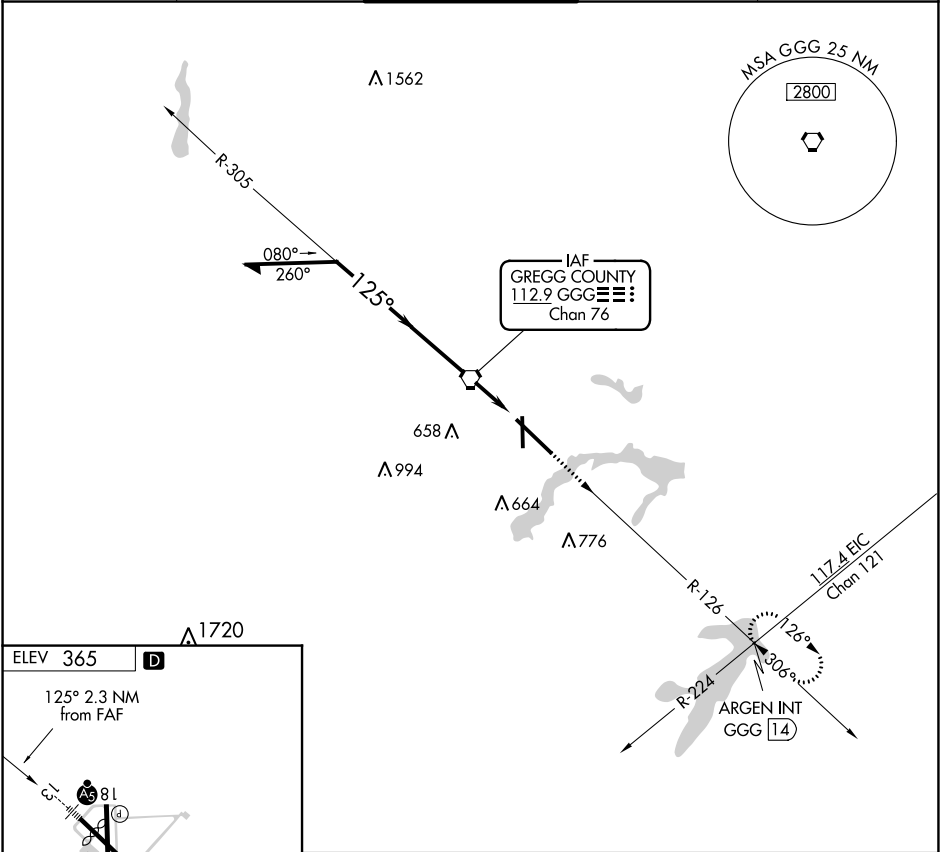 MSA GGG 25 NM
2800
1562
R-305
080°
260°
125°
IAF
GREGG COUNTY
112.9 GGG
Chan 76
658
994
664
776
117.4 EIC
Chan 121
R-126
126°
306°
R-224
ARGEN INT
GGG 14
1720
ELEV 365 D
125° 2.3 NM
from FAF
13
A5
18
P